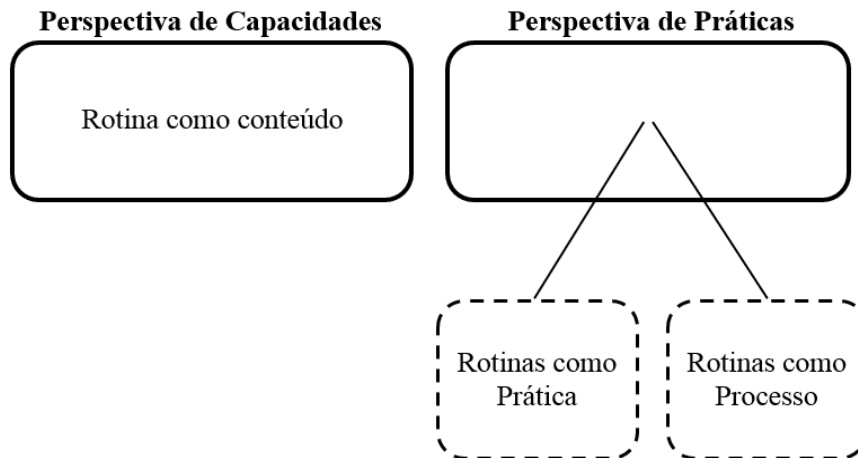 Perspectiva de Capacidades
Perspectiva de Práticas
Rotina como conteúdo
Rotinas como
Prática
Rotinas como
Processo